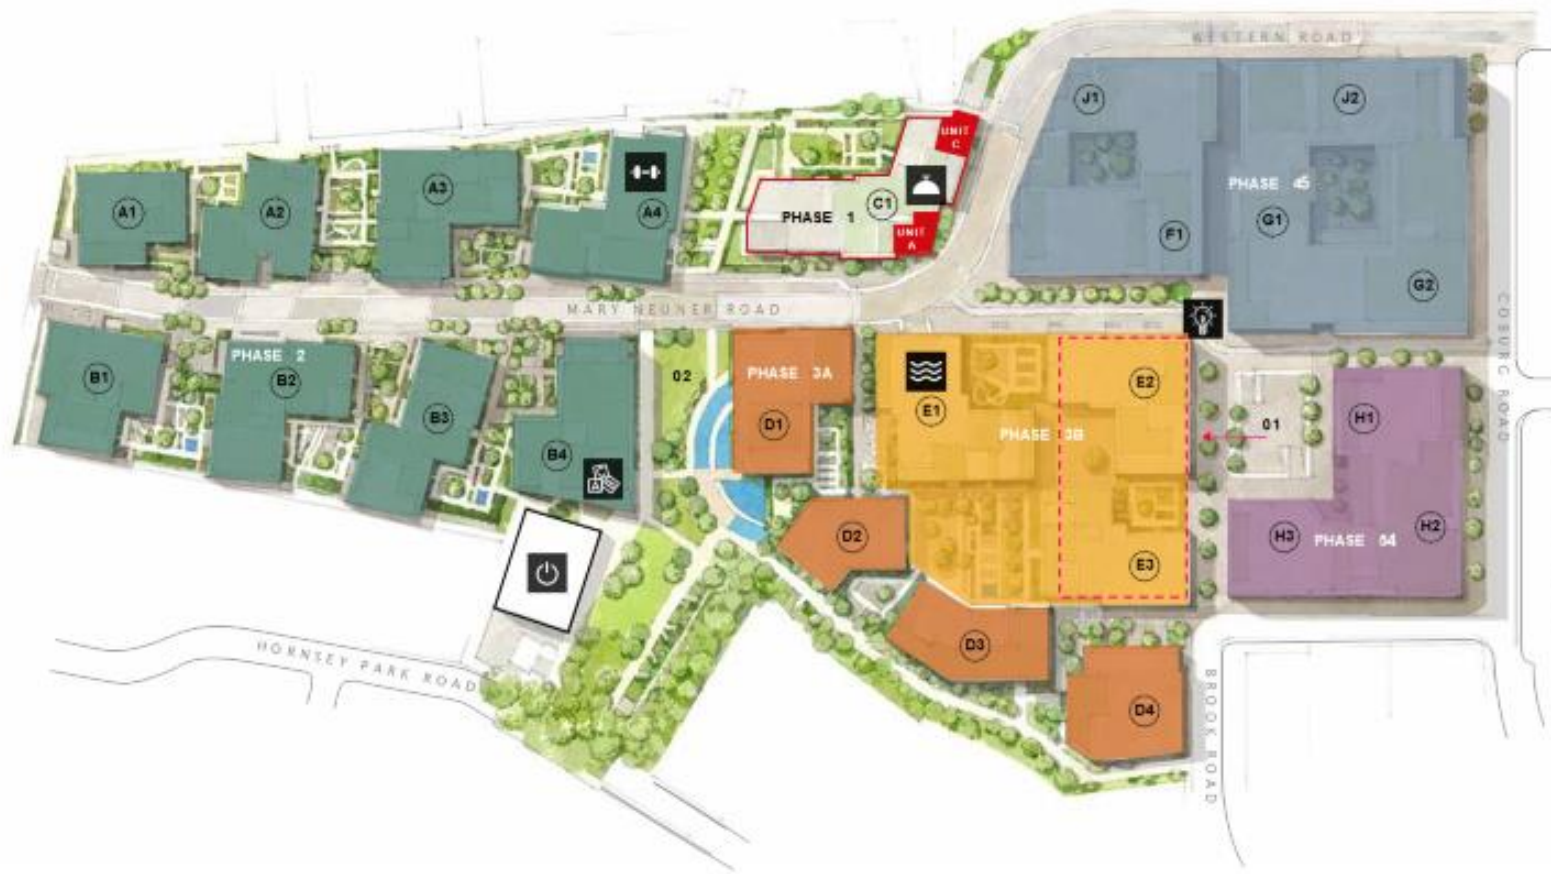 WESTERN ROAD
J1
J2
UNIT
C
A3
PHASE 45
A1
A2
A4
C1
PHASE 1
G1
UNIT
A
F1
G2
MARY NEUNER ROAD
COBURG ROAD
PHASE 2
B1
B2
02
PHASE 3A
E2
E1
B3
D1
PHASE 3B
01
H1
B4
A
D2
H3
PHASE 54
H2
E3
D3
HORNSEY PARK ROAD
D4
BROOK ROAD